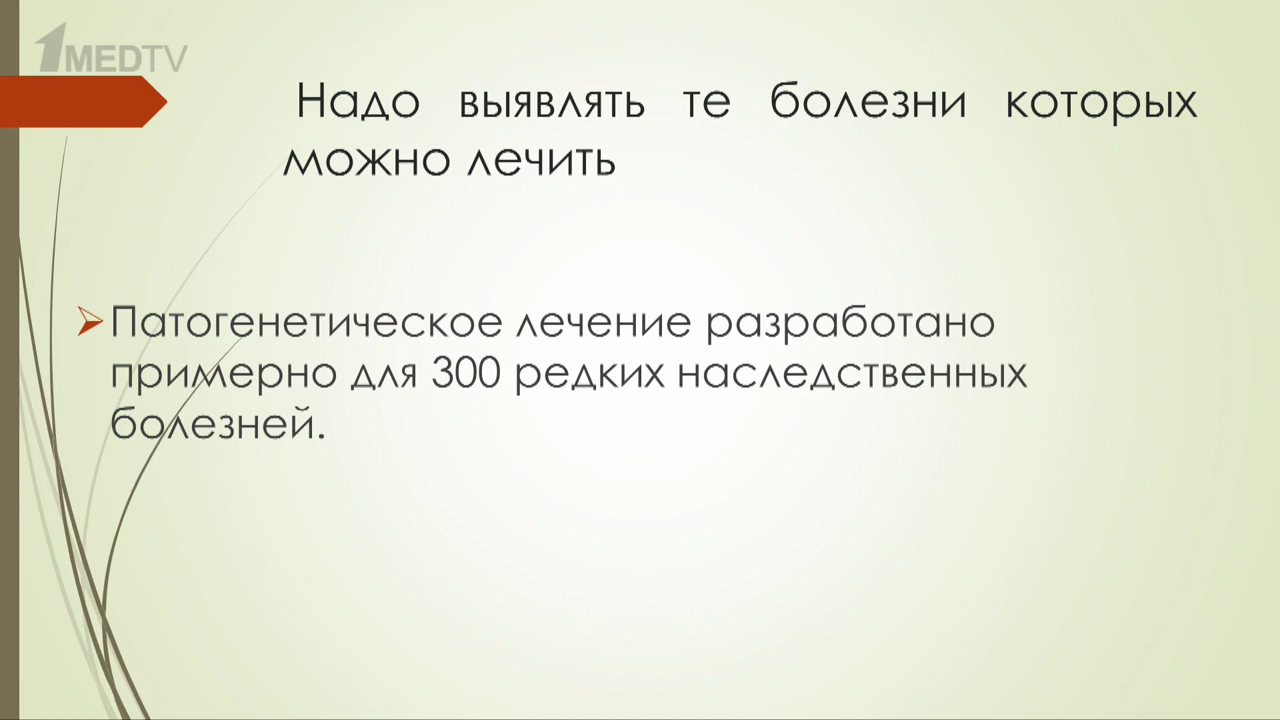 1MEDTV
Надо выявлять те болезни которых
можно лечить
Патогенетическое лечение разработано
примерно для 300 редких наследственных
болезней.